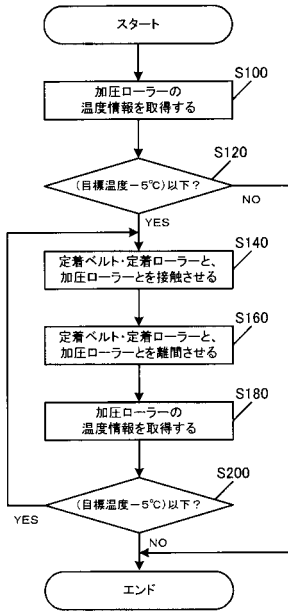 スタート
S100
加圧ローラーの
温度情報を取得する
S120
(目標温度－5℃)以下？
NO
YES
S140
定着ベルト・定着ローラーと、
加圧ローラーとを接触させる
S160
定着ベルト・定着ローラーと、
加圧ローラーとを離間させる
S180
加圧ローラーの
温度情報を取得する
S200
(目標温度－5℃)以下？
YES
NO
エンド